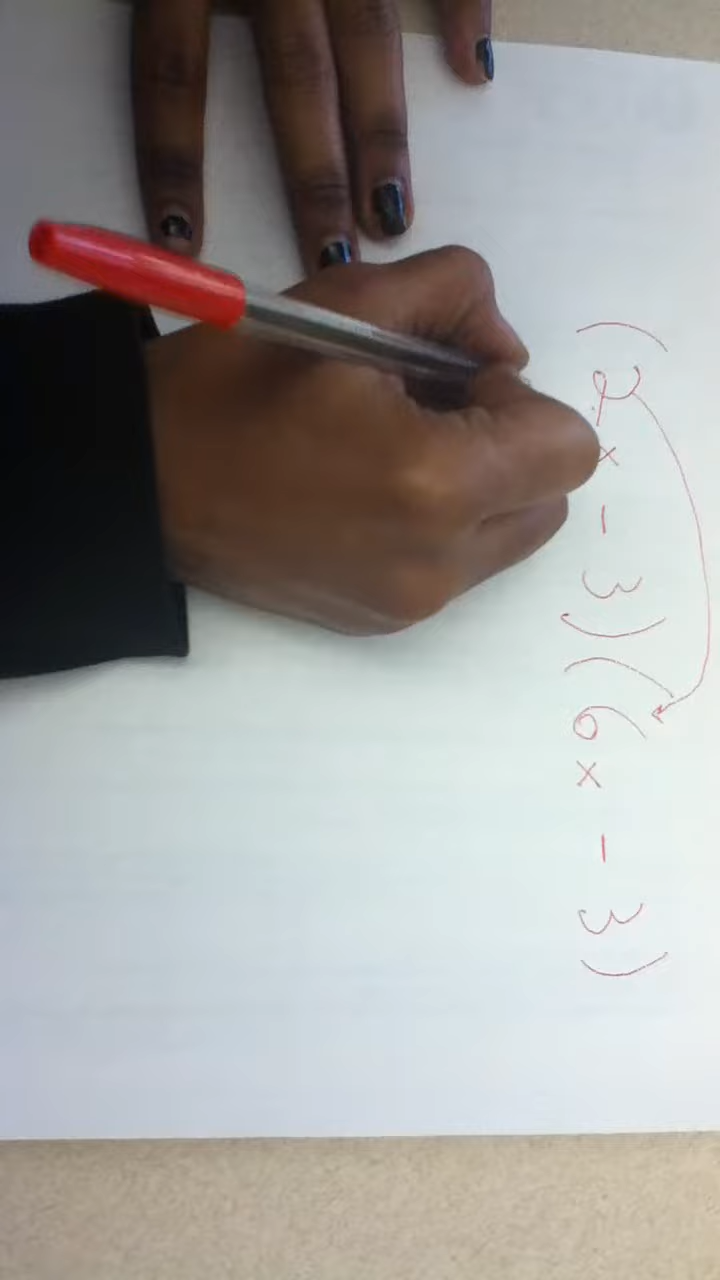 (2x - 3)(6x - 3)